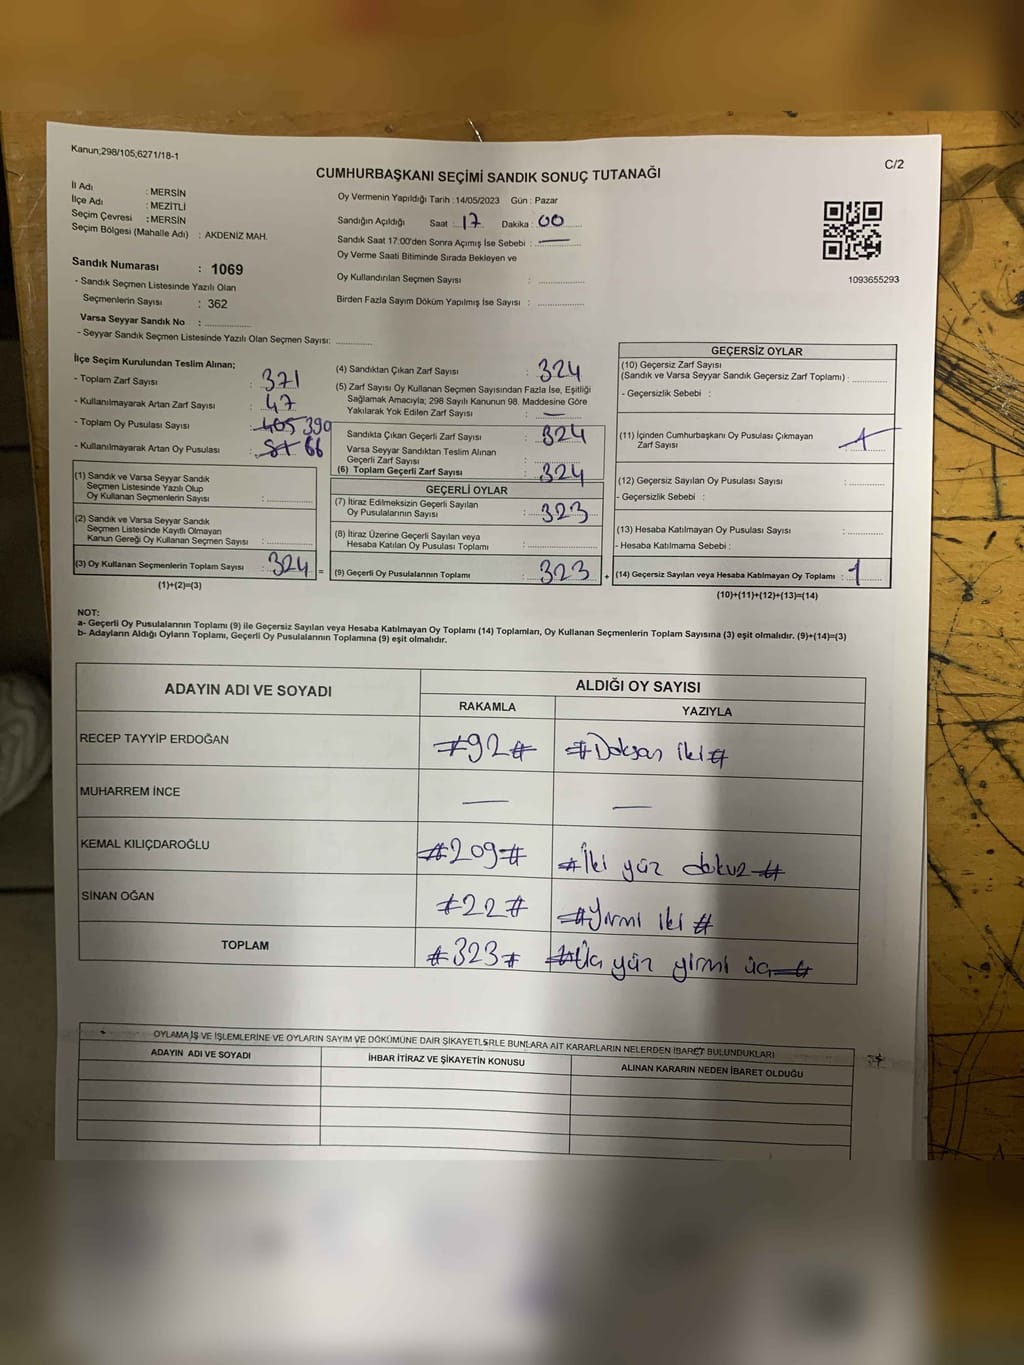 Kanun;298/105;6271/18-1
C/2
CUMHURBAŞKANI SEÇİMİ SANDIK SONUÇ TUTANAĞI
İl Adı : MERSİN
İlçe Adı : MEZİTLİ
Seçim Çevresi : MERSİN
Seçim Bölgesi (Mahalle Adı) : AKDENİZ MAH.
Sandık Numarası : 1069
- Sandık Seçmen Listesinde Yazılı Olan
Seçmenlerin Sayısı : 362
Varsa Seyyar Sandık No : ....................
- Seyyar Sandık Seçmen Listesinde Yazılı Olan Seçmen Sayısı: ..............
Oy Vermenin Yapıldığı Tarih : 14/05/2023 Gün : Pazar
Sandığın Açıldığı Saat : 17 Dakika : 00
Sandık Saat 17:00'den Sonra Açımış İse Sebebi : —
Oy Verme Saati Bitiminde Sırada Bekleyen ve
Oy Kullandırılan Seçmen Sayısı : ..............
Birden Fazla Sayım Döküm Yapılmış İse Sayısı : ..............
1093655293
İlçe Seçim Kurulundan Teslim Alınan;
- Toplam Zarf Sayısı : 371
- Kullanılmayarak Artan Zarf Sayısı : 47
- Toplam Oy Pusulası Sayısı : 405 390
- Kullanılmayarak Artan Oy Pusulası : 66
(1) Sandık ve Varsa Seyyar Sandık
Seçmen Listesinde Yazılı Olup
Oy Kullanan Seçmenlerin Sayısı : ..............
(2) Sandık ve Varsa Seyyar Sandık
Seçmen Listesinde Kayıtlı Olmayan
Kanun Gereği Oy Kullanan Seçmen Sayısı : ..............
(3) Oy Kullanan Seçmenlerin Toplam Sayısı : 324 =
(1)+(2)=(3)
(4) Sandıktan Çıkan Zarf Sayısı : 324
(5) Zarf Sayısı Oy Kullanan Seçmen Sayısından Fazla İse, Eşitliği
Sağlamak Amacıyla; 298 Sayılı Kanunun 98. Maddesine Göre
Yakılarak Yok Edilen Zarf Sayısı : —
Sandıkta Çıkan Geçerli Zarf Sayısı : 324
Varsa Seyyar Sandıktan Teslim Alınan
Geçerli Zarf Sayısı : ..............
(6) Toplam Geçerli Zarf Sayısı : 324
GEÇERLİ OYLAR
(7) İtiraz Edilmeksizin Geçerli Sayılan
Oy Pusulalarının Sayısı : 323
(8) İtiraz Üzerine Geçerli Sayılan veya
Hesaba Katılan Oy Pusulası Toplamı : ..............
(9) Geçerli Oy Pusulalarının Toplamı : 323 +
GEÇERSİZ OYLAR
(10) Geçersiz Zarf Sayısı
(Sandık ve Varsa Seyyar Sandık Geçersiz Zarf Toplamı) : ..............
- Geçersizlik Sebebi :
(11) İçinden Cumhurbaşkanı Oy Pusulası Çıkmayan
Zarf Sayısı : 1
(12) Geçersiz Sayılan Oy Pusulası Sayısı : ..............
- Geçersizlik Sebebi :
(13) Hesaba Katılmayan Oy Pusulası Sayısı : ..............
- Hesaba Katılmama Sebebi :
(14) Geçersiz Sayılan veya Hesaba Katılmayan Oy Toplamı : 1
(10)+(11)+(12)+(13)=(14)
NOT:
a- Geçerli Oy Pusulalarının Toplamı (9) ile Geçersiz Sayılan veya Hesaba Katılmayan Oy Toplamı (14) Toplamları, Oy Kullanan Seçmenlerin Toplam Sayısına (3) eşit olmalıdır. (9)+(14)=(3)
b- Adayların Aldığı Oyların Toplamı, Geçerli Oy Pusulalarının Toplamına (9) eşit olmalıdır.
ADAYIN ADI VE SOYADI ALDIĞI OY SAYISI
RAKAMLA YAZIYLA
RECEP TAYYİP ERDOĞAN #92# #Doksan iki#
MUHARREM İNCE — —
KEMAL KILIÇDAROĞLU #209# #İki yüz dokuz#
SİNAN OĞAN #22# #Yirmi iki#
TOPLAM #323# #Üç yüz yirmi üç#
OYLAMA İŞ VE İŞLEMLERİNE VE OYLARIN SAYIM VE DÖKÜMÜNE DAİR ŞİKAYETLERLE BUNLARA AİT KARARLARIN NELERDEN İBARET BULUNDUKLARI
ADAYIN ADI VE SOYADI İHBAR İTİRAZ VE ŞİKAYETİN KONUSU ALINAN KARARIN NEDEN İBARET OLDUĞU